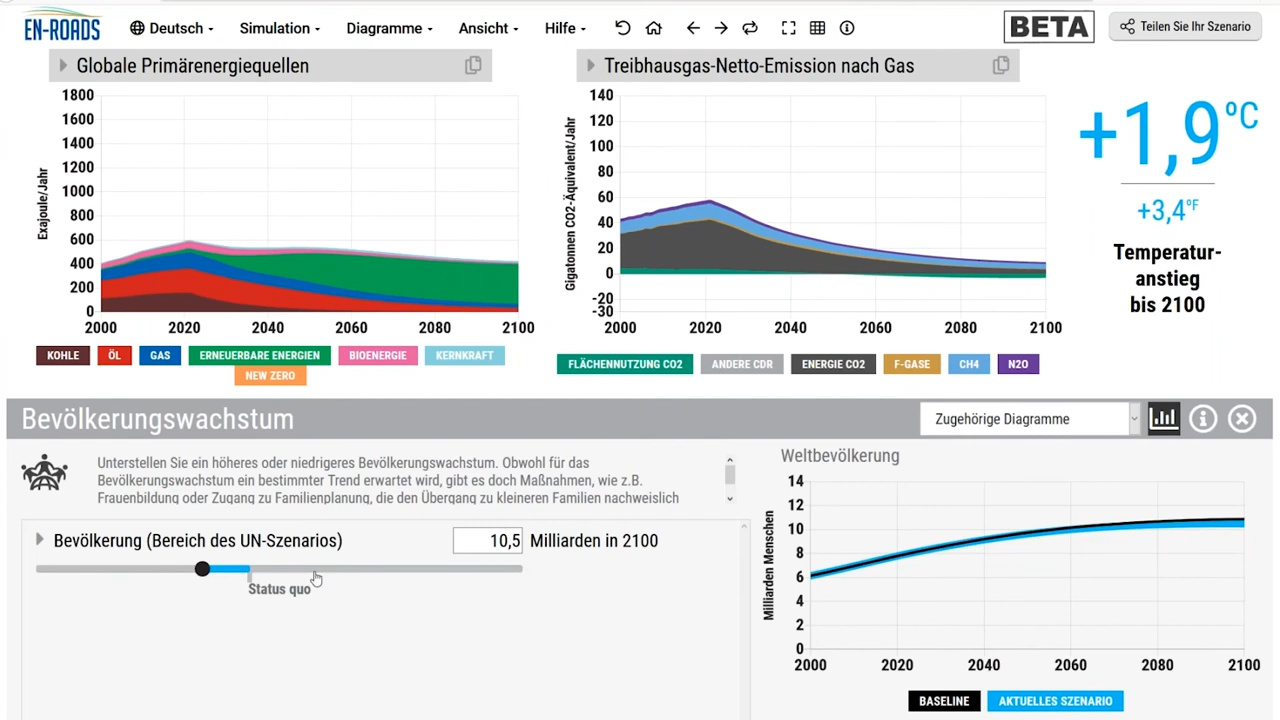 EN-ROADS
Deutsch
Simulation
Diagramme
Ansicht
Hilfe
BETA
Teilen Sie Ihr Szenario
Globale Primärenergiequellen
1800
1600
1400
1200
1000
800
600
400
200
0
Exajoule/Jahr
2000 2020 2040 2060 2080 2100
KOHLE ÖL GAS ERNEUERBARE ENERGIEN BIOENERGIE KERNKRAFT
NEW ZERO
Treibhausgas-Netto-Emission nach Gas
140
120
100
80
60
40
20
0
-20
-30
Gigatonnen CO2-Äquivalent/Jahr
2000 2020 2040 2060 2080 2100
FLÄCHENNUTZUNG CO2 ANDERE CDR ENERGIE CO2 F-GASE CH4 N2O
+1,9 °C
+3,4 °F
Temperatur-
anstieg
bis 2100
Bevölkerungswachstum
Zugehörige Diagramme
Unterstellen Sie ein höheres oder niedrigeres Bevölkerungswachstum. Obwohl für das
Bevölkerungswachstum ein bestimmter Trend erwartet wird, gibt es doch Maßnahmen, wie z.B.
Frauenbildung oder Zugang zu Familienplanung, die den Übergang zu kleineren Familien nachweislich
Bevölkerung (Bereich des UN-Szenarios)
10,5 Milliarden in 2100
Status quo
Weltbevölkerung
14
12
10
8
6
4
2
0
Milliarden Menschen
2000 2020 2040 2060 2080 2100
BASELINE AKTUELLES SZENARIO